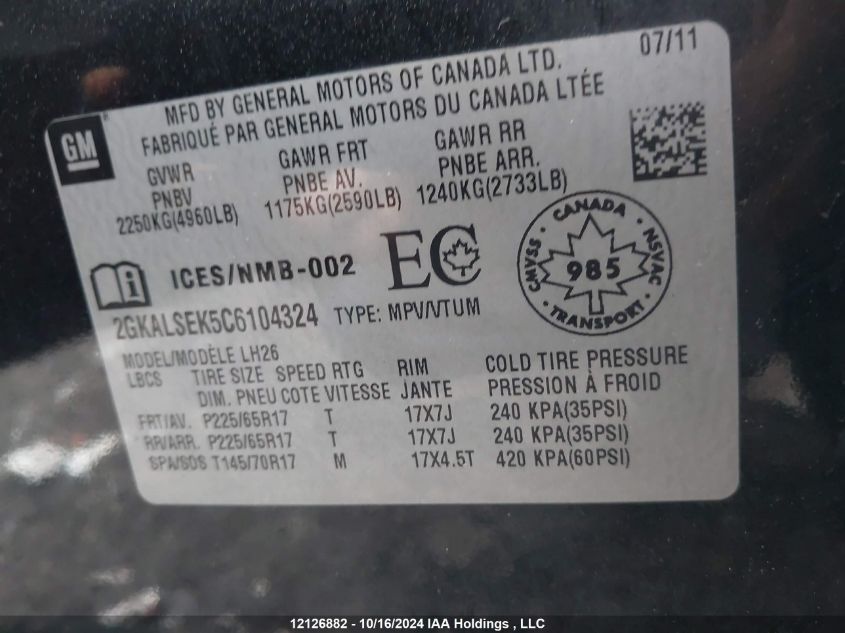 07/11
MFD BY GENERAL MOTORS OF CANADA LTD.
FABRIQUÉ PAR GENERAL MOTORS DU CANADA LTÉE
GM
GVWR GAWR FRT GAWR RR
PNBV PNBE AV. PNBE ARR.
2250KG(4960LB) 1175KG(2590LB) 1240KG(2733LB)
i ICES/NMB-002 EC
CANADA
CMVSS 985 NSVAC
TRANSPORT
2GKALSEK5C6104324 TYPE: MPV/VTUM
MODEL/MODÈLE LH26
LBCS TIRE SIZE SPEED RTG RIM COLD TIRE PRESSURE
DIM. PNEU COTE VITESSE JANTE PRESSION À FROID
FRT/AV. P225/65R17 T 17X7J 240 KPA(35PSI)
RR/ARR. P225/65R17 T 17X7J 240 KPA(35PSI)
SPA/SOS T145/70R17 M 17X4.5T 420 KPA(60PSI)
12126882 - 10/16/2024 IAA Holdings , LLC